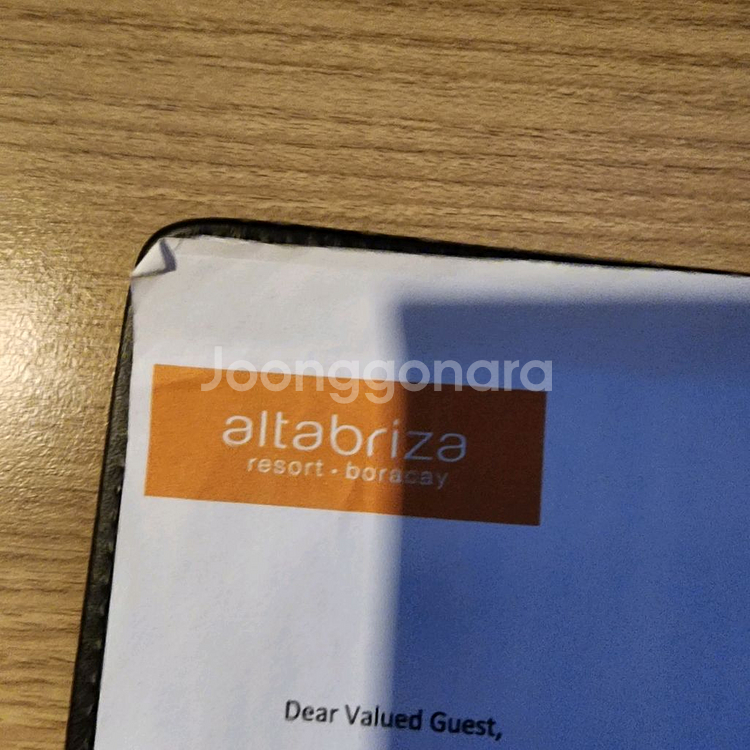 Joonggonara
altabriza
resort • boracay
Dear Valued Guest,